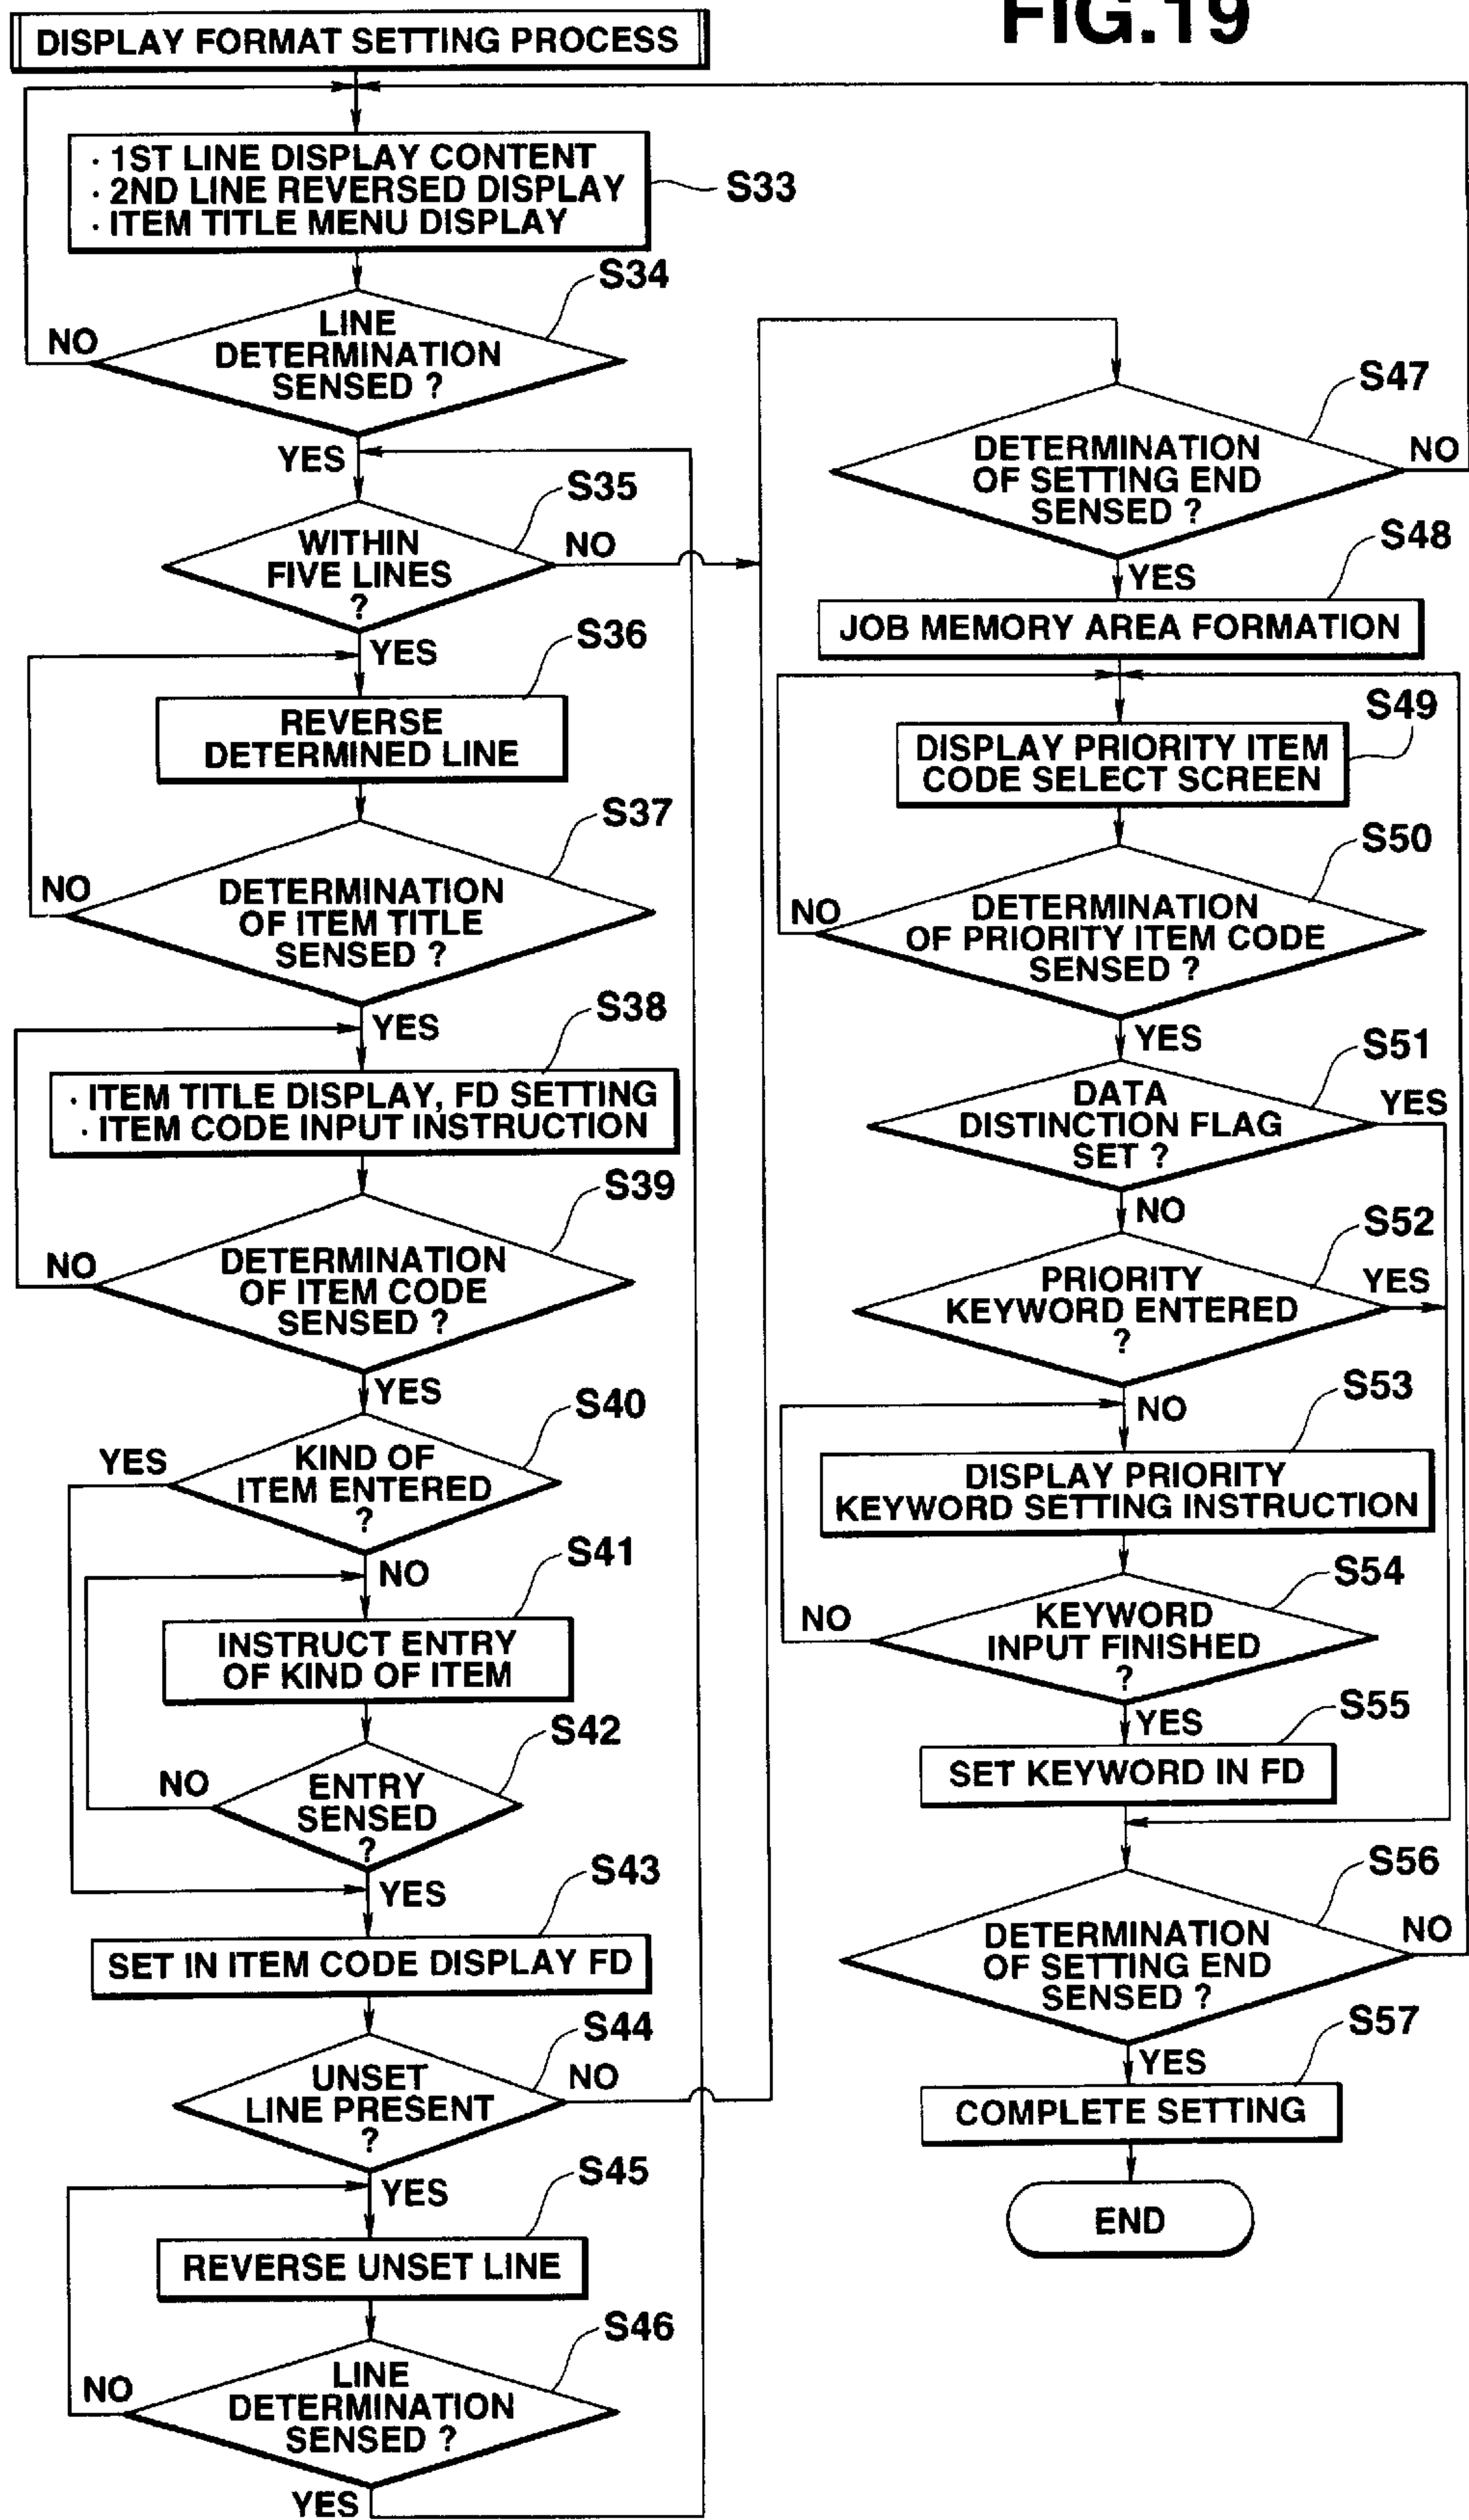 FIG.19
DISPLAY FORMAT SETTING PROCESS
· 1ST LINE DISPLAY CONTENT
· 2ND LINE REVERSED DISPLAY
· ITEM TITLE MENU DISPLAY
S33
S34
LINE
DETERMINATION
SENSED ?
NO
YES
S35
WITHIN
FIVE LINES
?
NO
YES
S36
REVERSE
DETERMINED LINE
S37
DETERMINATION
OF ITEM TITLE
SENSED ?
NO
YES
S38
· ITEM TITLE DISPLAY, FD SETTING
· ITEM CODE INPUT INSTRUCTION
S39
DETERMINATION
OF ITEM CODE
SENSED ?
NO
YES
S40
KIND OF
ITEM ENTERED
?
YES
NO
S41
INSTRUCT ENTRY
OF KIND OF ITEM
S42
ENTRY
SENSED
?
NO
YES
S43
SET IN ITEM CODE DISPLAY FD
S44
UNSET
LINE PRESENT
?
NO
YES
S45
REVERSE UNSET LINE
S46
LINE
DETERMINATION
SENSED ?
NO
YES
S47
DETERMINATION
OF SETTING END
SENSED ?
NO
YES
S48
JOB MEMORY AREA FORMATION
S49
DISPLAY PRIORITY ITEM
CODE SELECT SCREEN
S50
DETERMINATION
OF PRIORITY ITEM CODE
SENSED ?
NO
YES
S51
DATA
DISTINCTION FLAG
SET ?
YES
NO
S52
PRIORITY
KEYWORD ENTERED
?
YES
NO
S53
DISPLAY PRIORITY
KEYWORD SETTING INSTRUCTION
S54
KEYWORD
INPUT FINISHED
?
NO
YES
S55
SET KEYWORD IN FD
S56
DETERMINATION
OF SETTING END
SENSED ?
NO
YES
S57
COMPLETE SETTING
END